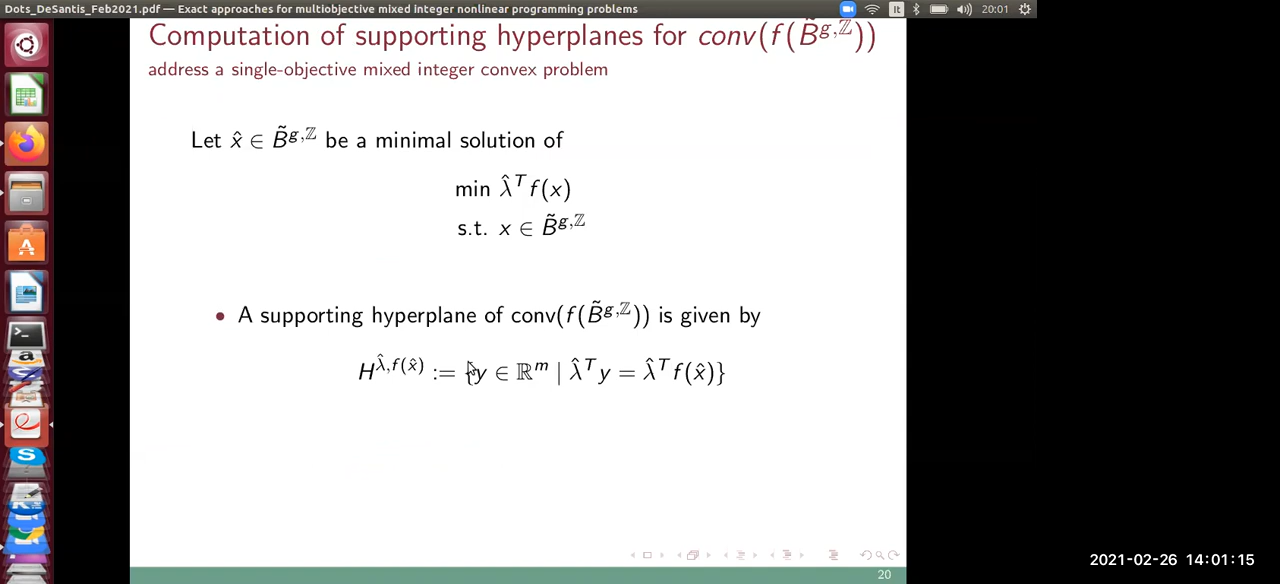 Dots_DeSantis_Feb2021.pdf — Exact approaches for multiobjective mixed integer nonlinear programming problems
It
20:01
Computation of supporting hyperplanes for conv(f(B̃^{g,ℤ}))
address a single-objective mixed integer convex problem
Let x̂ ∈ B̃^{g,ℤ} be a minimal solution of
min λ̂ᵀ f(x)
s.t. x ∈ B̃^{g,ℤ}
• A supporting hyperplane of conv(f(B̃^{g,ℤ})) is given by
H^{λ̂,f(x̂)} := {y ∈ ℝᵐ | λ̂ᵀ y = λ̂ᵀ f(x̂)}
20
2021-02-26 14:01:15